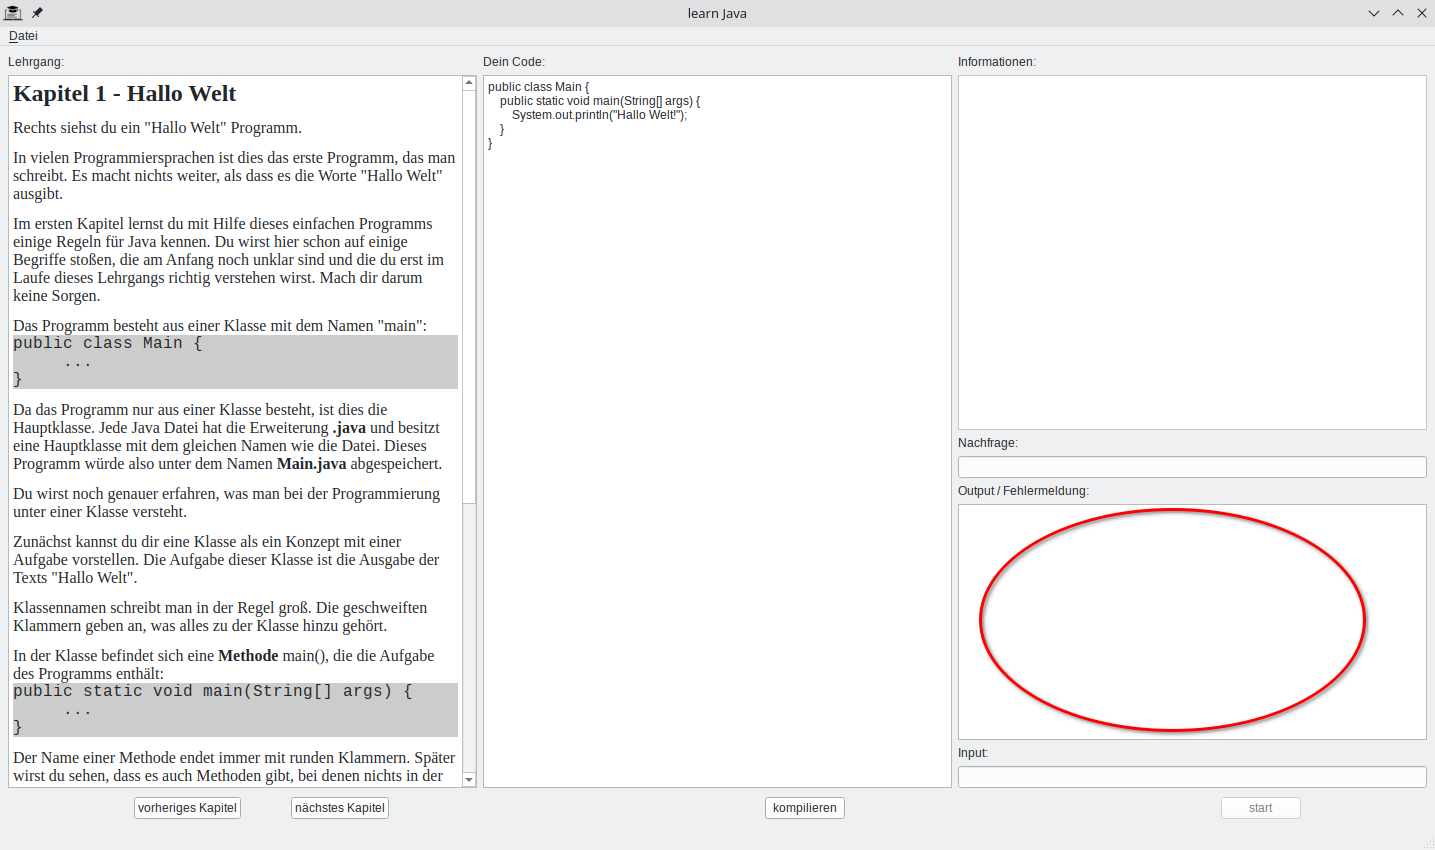 learn Java
Datei
Lehrgang:
Kapitel 1 - Hallo Welt
Rechts siehst du ein "Hallo Welt" Programm.
In vielen Programmiersprachen ist dies das erste Programm, das man
schreibt. Es macht nichts weiter, als dass es die Worte "Hallo Welt"
ausgibt.
Im ersten Kapitel lernst du mit Hilfe dieses einfachen Programms
einige Regeln für Java kennen. Du wirst hier schon auf einige
Begriffe stoßen, die am Anfang noch unklar sind und die du erst im
Laufe dieses Lehrgangs richtig verstehen wirst. Mach dir darum
keine Sorgen.
Das Programm besteht aus einer Klasse mit dem Namen "main":
public class Main {
...
}
Da das Programm nur aus einer Klasse besteht, ist dies die
Hauptklasse. Jede Java Datei hat die Erweiterung .java und besitzt
eine Hauptklasse mit dem gleichen Namen wie die Datei. Dieses
Programm würde also unter dem Namen Main.java abgespeichert.
Du wirst noch genauer erfahren, was man bei der Programmierung
unter einer Klasse versteht.
Zunächst kannst du dir eine Klasse als ein Konzept mit einer
Aufgabe vorstellen. Die Aufgabe dieser Klasse ist die Ausgabe der
Texts "Hallo Welt".
Klassennamen schreibt man in der Regel groß. Die geschweiften
Klammern geben an, was alles zu der Klasse hinzu gehört.
In der Klasse befindet sich eine Methode main(), die die Aufgabe
des Programms enthält:
public static void main(String[] args) {
...
}
Der Name einer Methode endet immer mit runden Klammern. Später
wirst du sehen, dass es auch Methoden gibt, bei denen nichts in der
vorheriges Kapitel
nächstes Kapitel
Dein Code:
public class Main {
public static void main(String[] args) {
System.out.println("Hallo Welt!");
}
}
kompilieren
Informationen:
Nachfrage:
Output / Fehlermeldung:
Input:
start